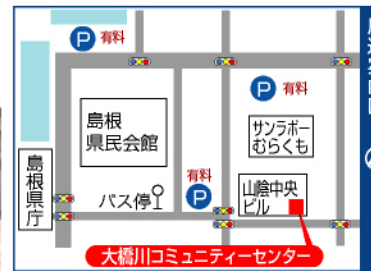 P 有料
P 有料
島根
県民会館
サンラポー
むらくも
島根県庁
バス停
有料
P
山陰中央
ビル
大橋川コミュニティーセンター